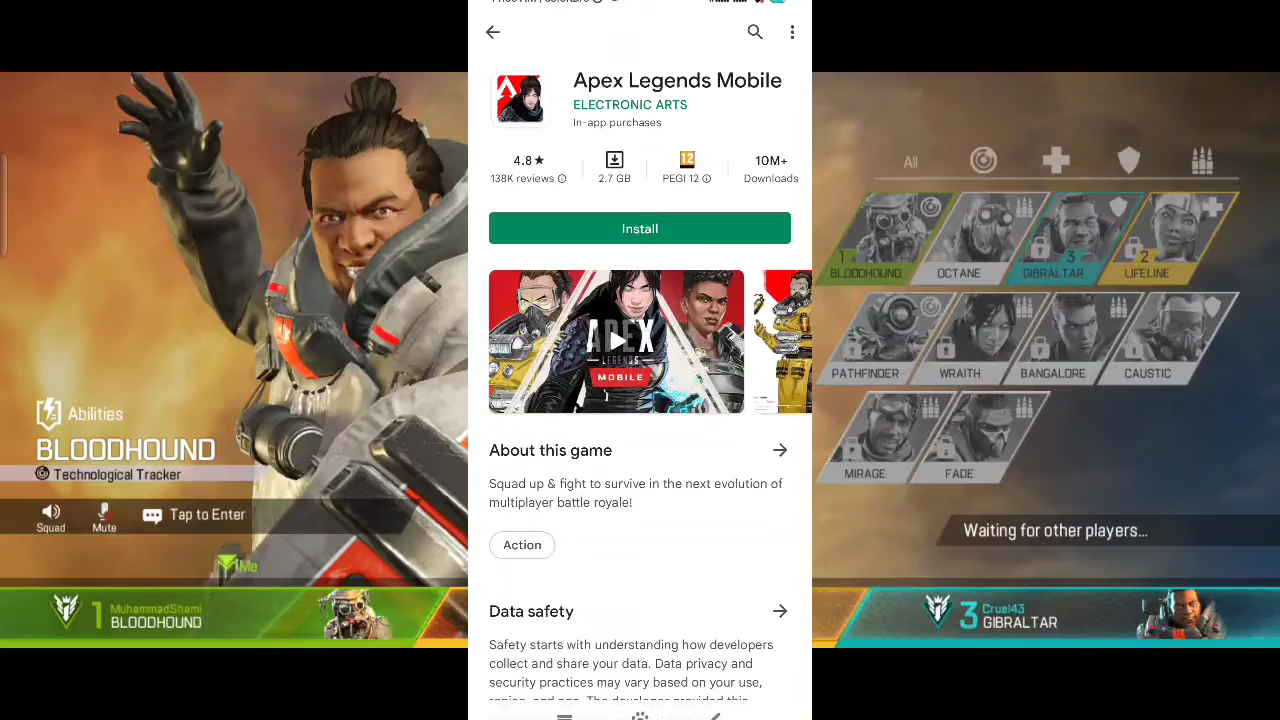 Apex Legends Mobile
ELECTRONIC ARTS
In-app purchases
4.8★
138K reviews
2.7 GB
12
PEGI 12
10M+
Downloads
Install
APEX
LEGENDS
MOBILE
About this game
Squad up & fight to survive in the next evolution of
multiplayer battle royale!
Action
Data safety
Safety starts with understanding how developers
collect and share your data. Data privacy and
security practices may vary based on your use,
Abilities
BLOODHOUND
Technological Tracker
Squad
Mute
Tap to Enter
Me
1
MuhammadShami
BLOODHOUND
All
1
BLOODHOUND
OCTANE
3
GIBRALTAR
2
LIFELINE
PATHFINDER
WRAITH
BANGALORE
CAUSTIC
MIRAGE
FADE
Waiting for other players...
3
Cruel43
GIBRALTAR